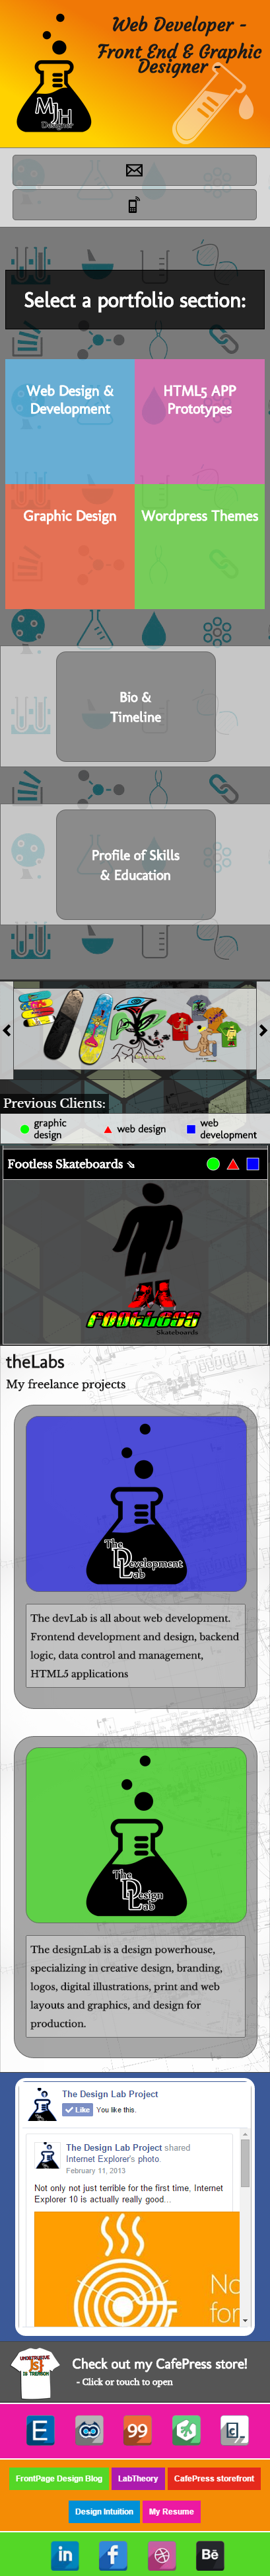 Web Developer -
Front End & Graphic
Designer -
MJH
Designer
Select a portfolio section:
Web Design &
Development
HTML5 APP
Prototypes
Graphic Design
Wordpress Themes
Bio &
Timeline
Profile of Skills
& Education
Previous Clients:
graphic
design
web design
web
development
Footless Skateboards
FOOTLESS
Skateboards
theLabs
My freelance projects
The
Development
Lab
The devLab is all about web development.
Frontend development and design, backend
logic, data control and management,
HTML5 applications
The
Design
Lab
The designLab is a design powerhouse,
specializing in creative design, branding,
logos, digital illustrations, print and web
layouts and graphics, and design for
production.
The Design Lab Project
Like
You like this.
The Design Lab Project shared
Internet Explorer's photo.
February 11, 2013
Not only not just terrible for the first time, Internet
Explorer 10 is actually really good...
No
for
Check out my CafePress store!
- Click or touch to open
E
99
FrontPage Design Blog
LabTheory
CafePress storefront
Design Intuition
My Resume
in
f
Bē